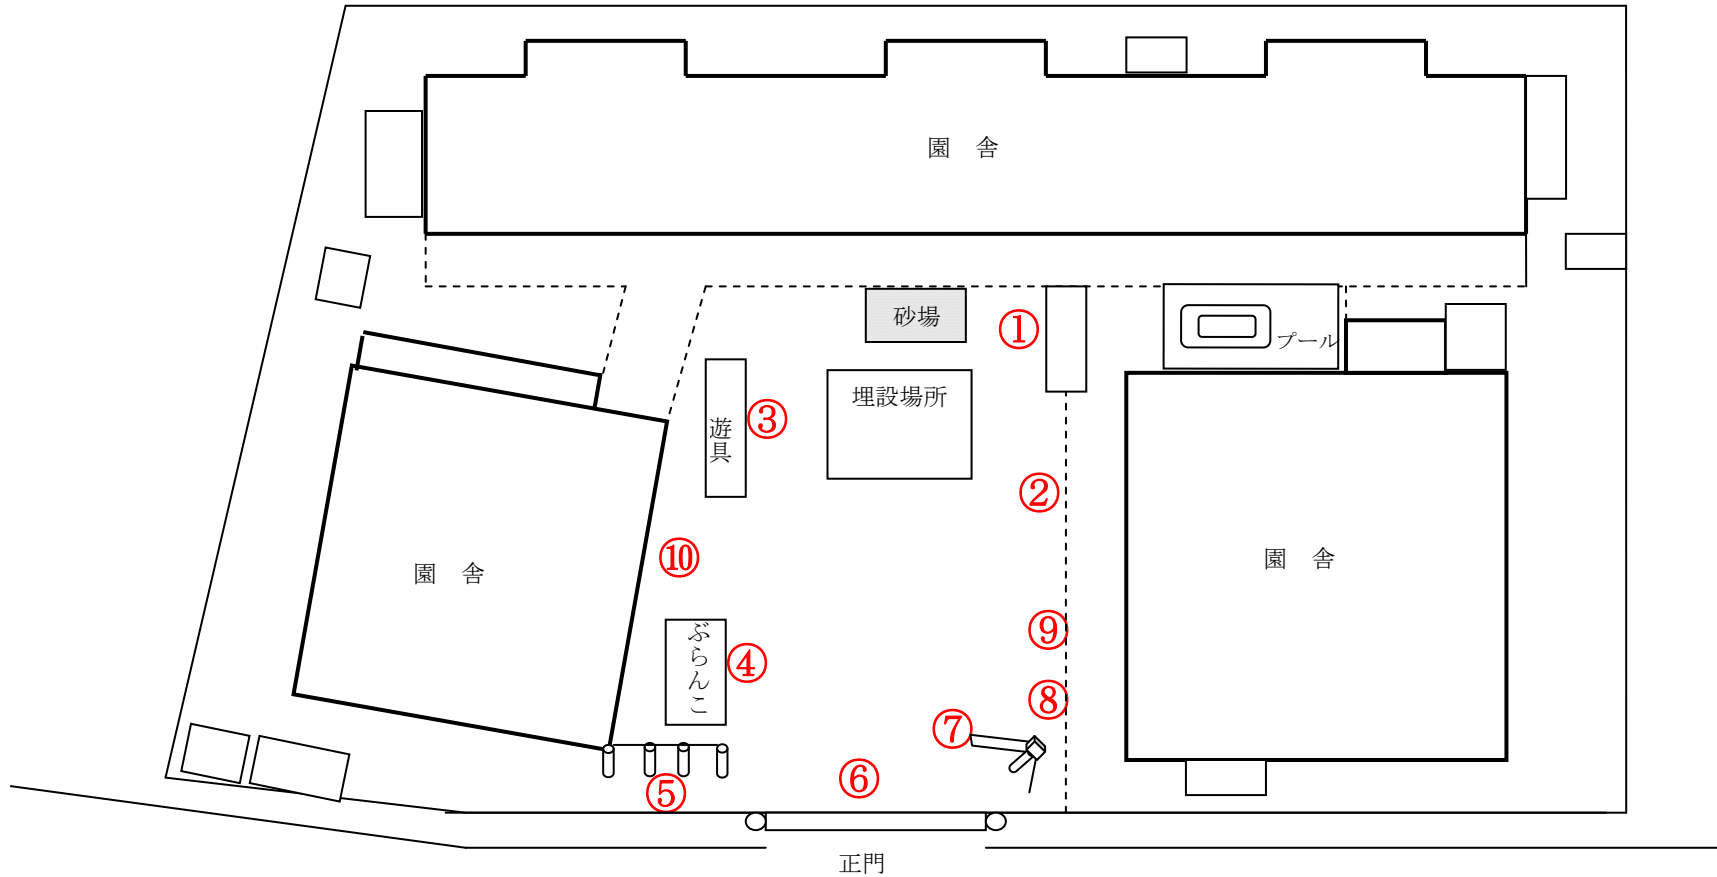 園　舎
砂場
①
プール
埋設場所
③
遊具
②
⑩
園　舎
園　舎
⑨
ぶらんこ
④
⑧
⑦
⑥
⑤
正門